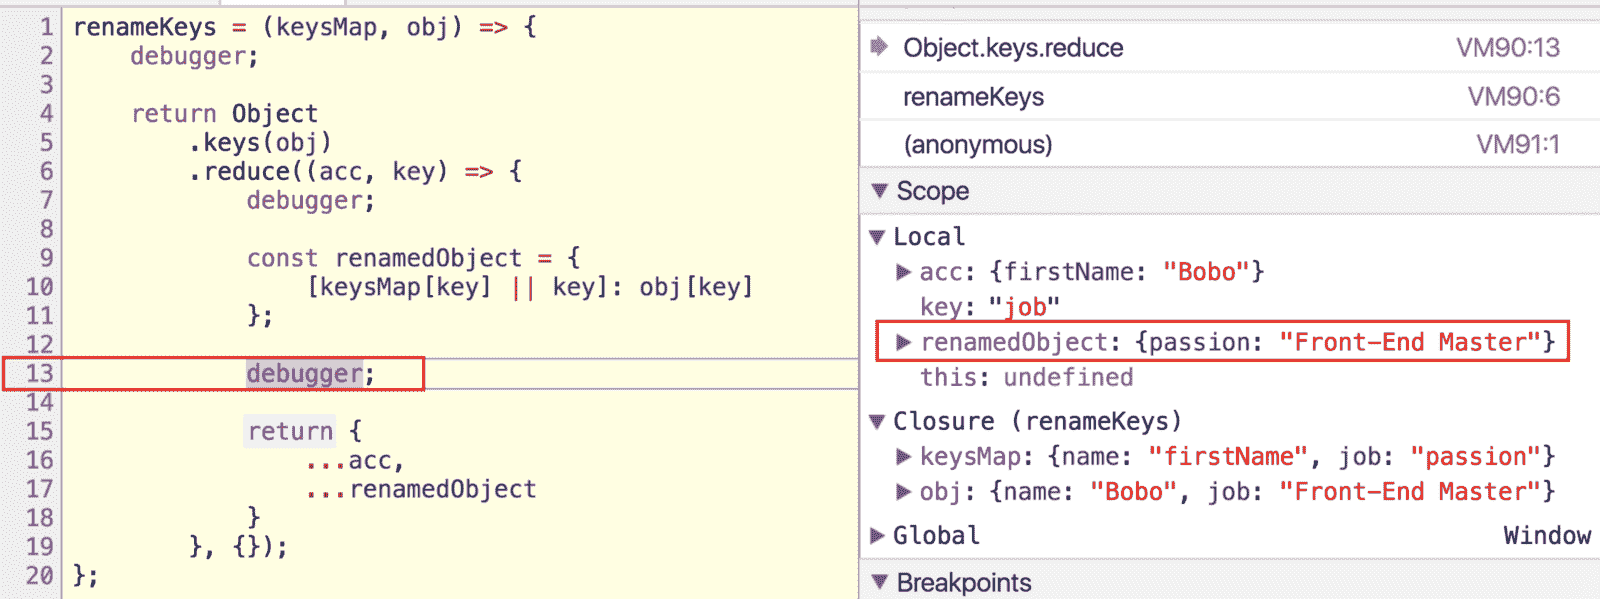 1 renameKeys = (keysMap, obj) => {
2 debugger;
3
4 return Object
5 .keys(obj)
6 .reduce((acc, key) => {
7 debugger;
8
9 const renamedObject = {
10 [keysMap[key] || key]: obj[key]
11 };
12
13 debugger;
14
15 return {
16 ...acc,
17 ...renamedObject
18 }
19 }, {});
20 };
Object.keys.reduce VM90:13
renameKeys VM90:6
(anonymous) VM91:1
Scope
Local
acc: {firstName: "Bobo"}
key: "job"
renamedObject: {passion: "Front-End Master"}
this: undefined
Closure (renameKeys)
keysMap: {name: "firstName", job: "passion"}
obj: {name: "Bobo", job: "Front-End Master"}
Global Window
Breakpoints